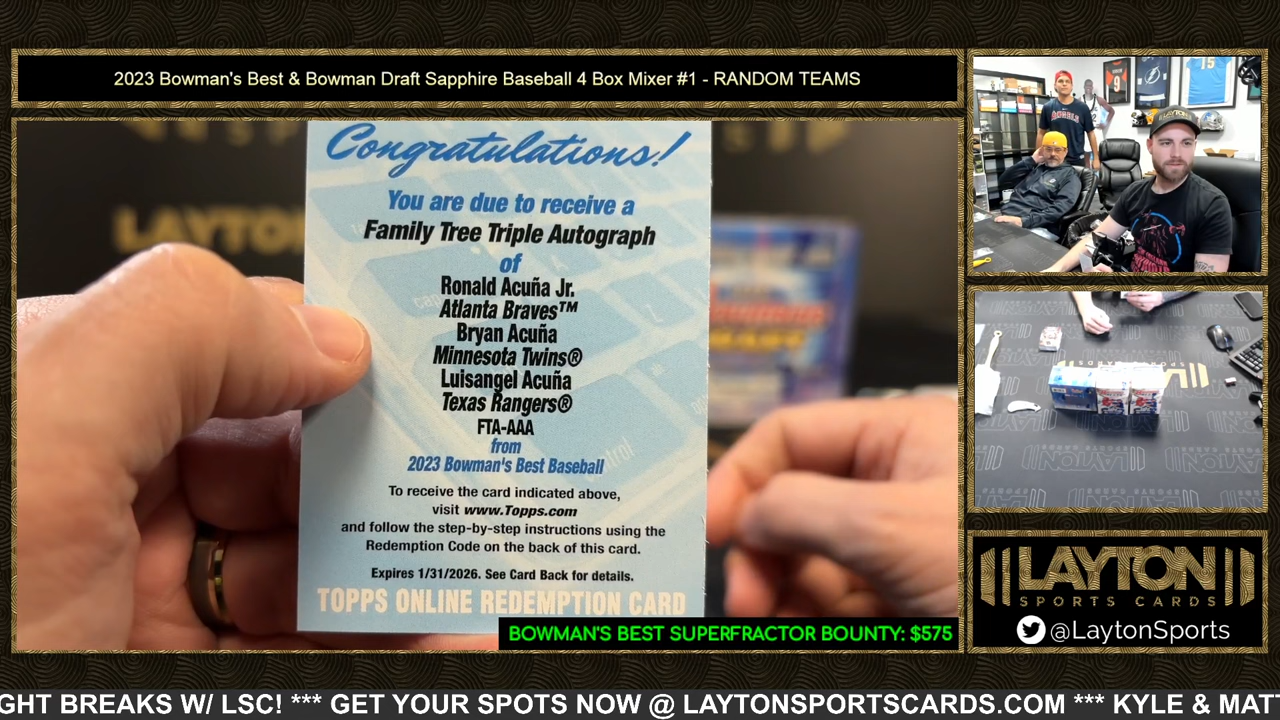 2023 Bowman's Best & Bowman Draft Sapphire Baseball 4 Box Mixer #1 - RANDOM TEAMS
Congratulations!
You are due to receive a
Family Tree Triple Autograph
of
Ronald Acuña Jr.
Atlanta Braves™
Bryan Acuña
Minnesota Twins®
Luisangel Acuña
Texas Rangers®
FTA-AAA
from
2023 Bowman's Best Baseball
To receive the card indicated above,
visit www.Topps.com
and follow the step-by-step instructions using the
Redemption Code on the back of this card.
Expires 1/31/2026. See Card Back for details.
TOPPS ONLINE REDEMPTION CARD
BOWMAN'S BEST SUPERFRACTOR BOUNTY: $575
LAYTON
15
9
LAYTON
SPORTS CARDS
@LaytonSports
GHT BREAKS W/ LSC! *** GET YOUR SPOTS NOW @ LAYTONSPORTSCARDS.COM *** KYLE & MAT